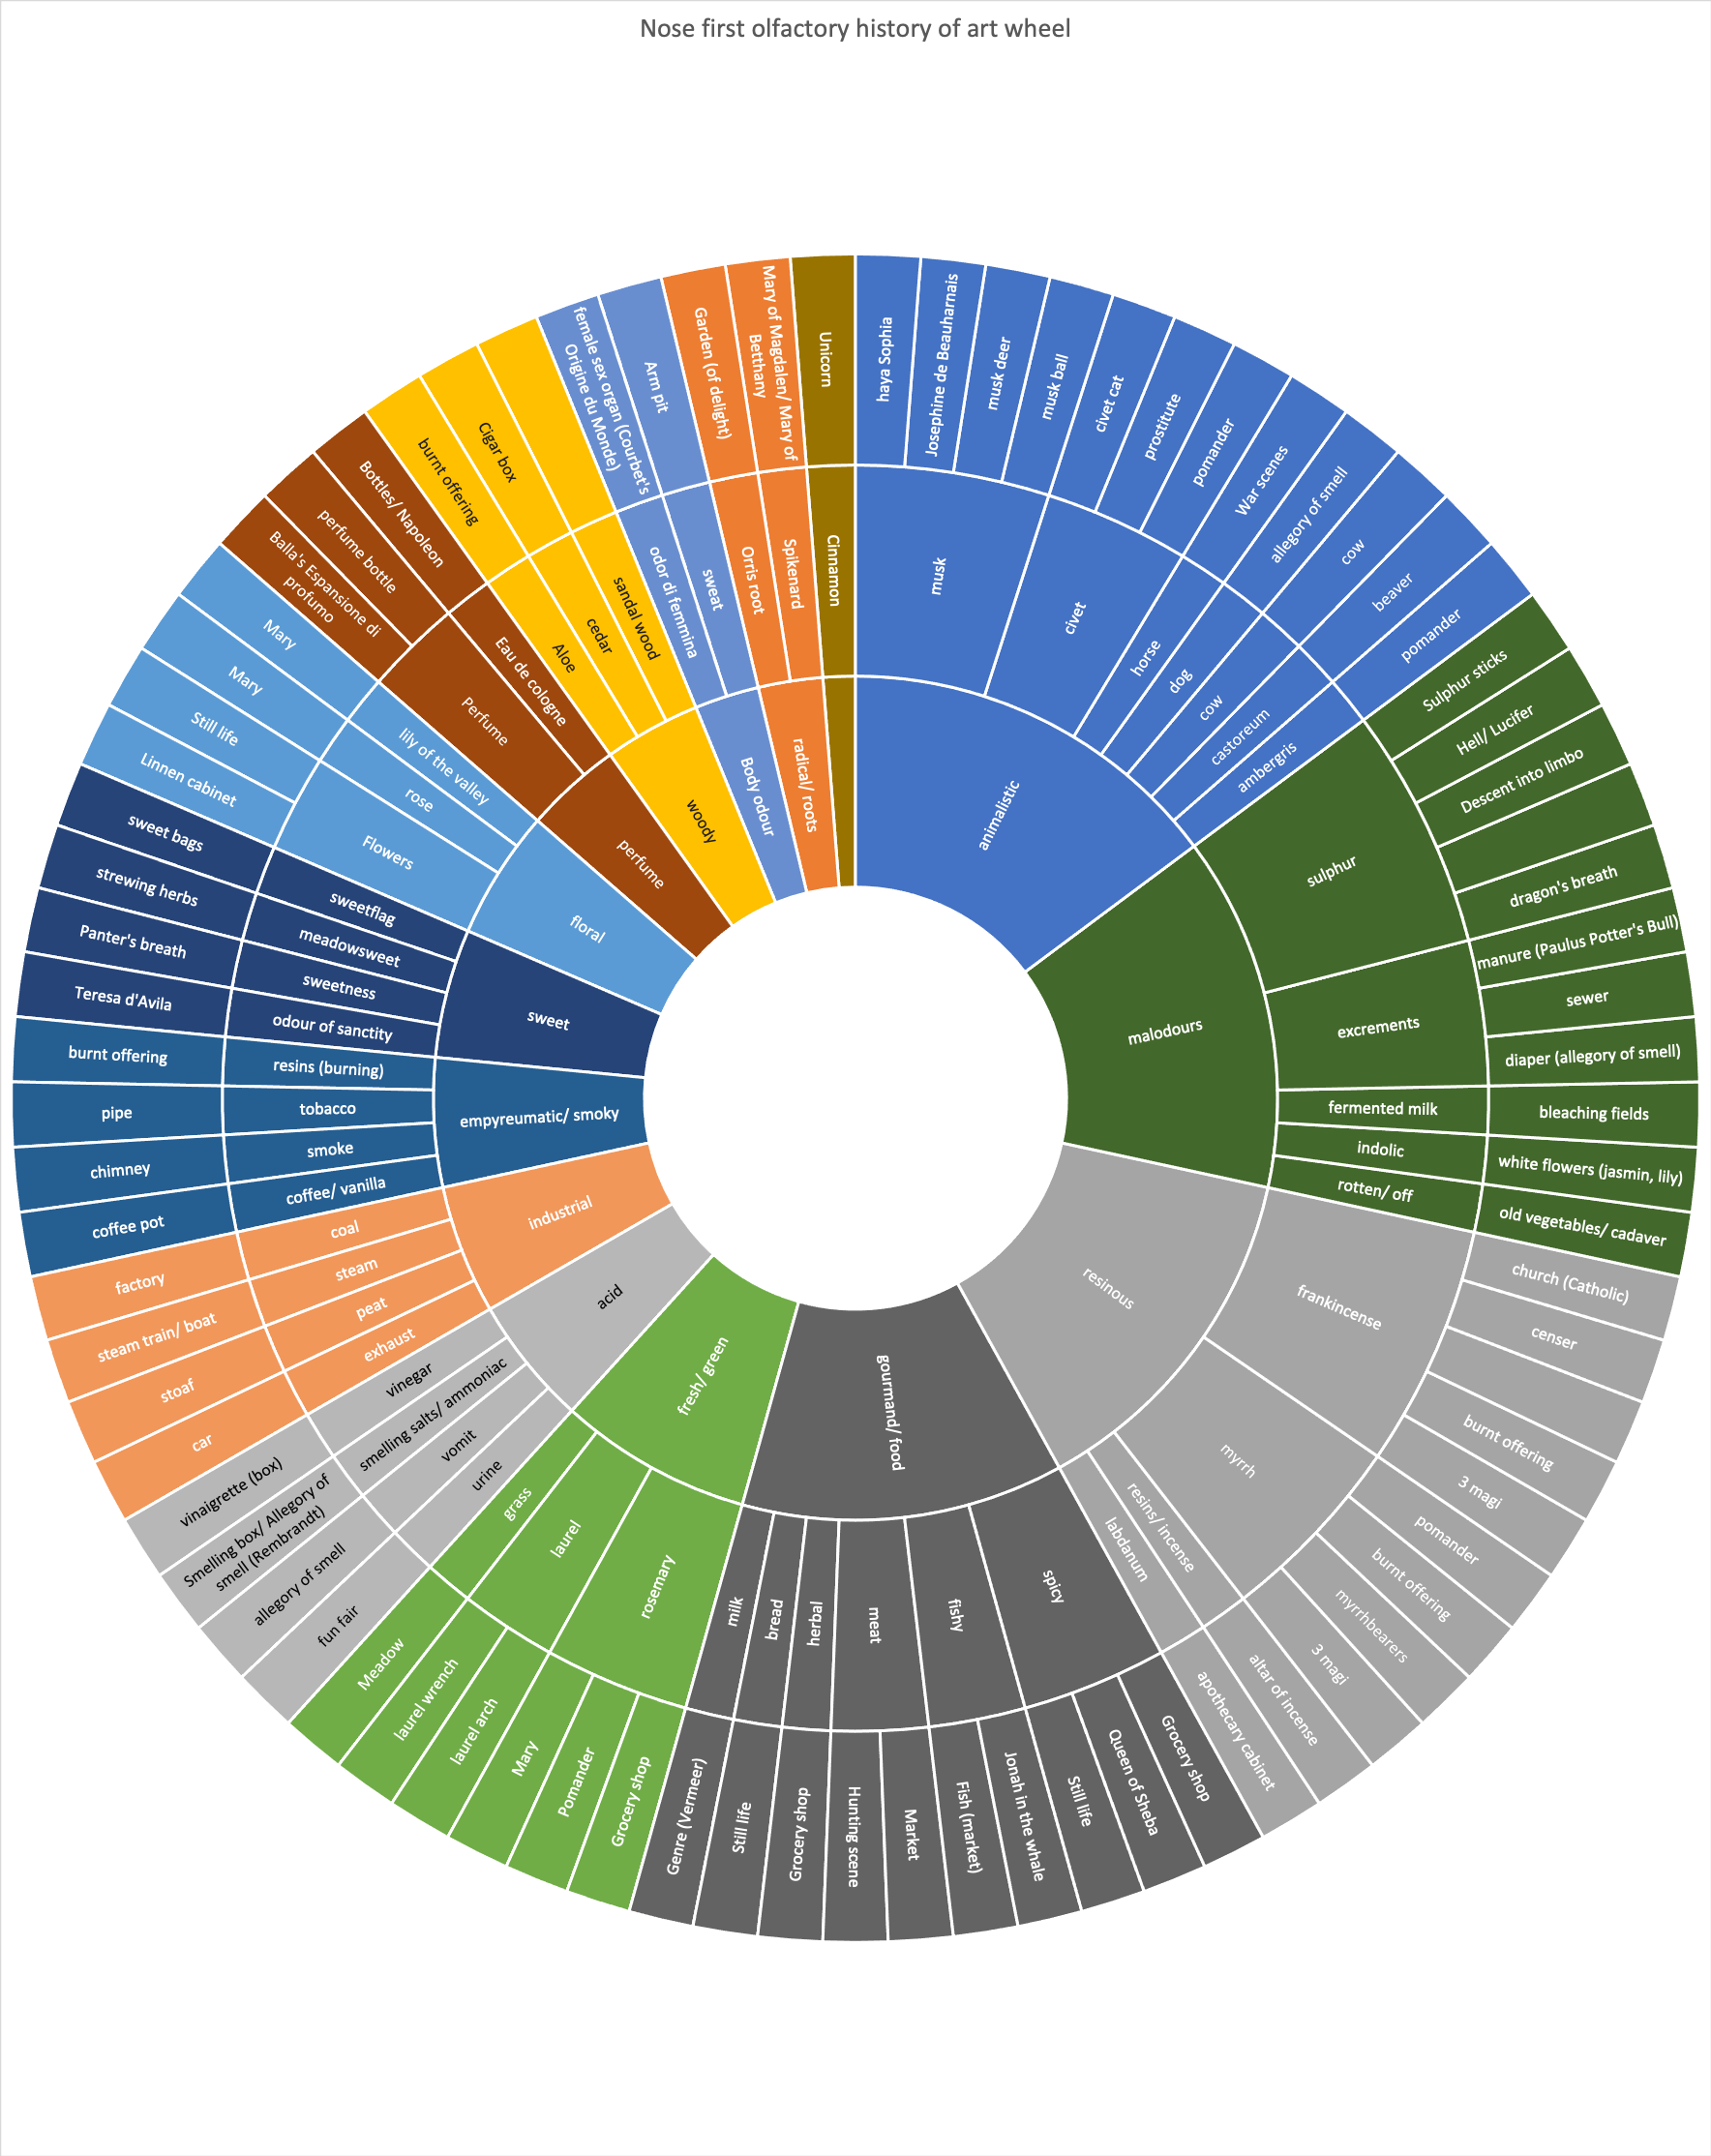 Nose first olfactory history of art wheel
animalistic
musk
haya Sophia
Josephine de Beauharnais
musk deer
musk ball
civet
civet cat
prostitute
pomander
horse
War scenes
dog
allegory of smell
cow
cow
castoreum
beaver
ambergris
pomander
malodours
sulphur
Sulphur sticks
Hell/ Lucifer
Descent into limbo
dragon's breath
excrements
manure (Paulus Potter's Bull)
sewer
diaper (allegory of smell)
fermented milk
bleaching fields
indolic
white flowers (jasmin, lily)
rotten/ off
old vegetables/ cadaver
resinous
frankincense
church (Catholic)
censer
burnt offering
3 magi
myrrh
pomander
burnt offering
myrrhbearers
3 magi
resins/ incense
altar of incense
labdanum
apothecary cabinet
gourmand/ food
spicy
Grocery shop
Queen of Sheba
Still life
fishy
Jonah in the whale
Fish (market)
meat
Market
Hunting scene
herbal
Grocery shop
bread
Still life
milk
Genre (Vermeer)
fresh/ green
rosemary
Grocery shop
Pomander
Mary
laurel
laurel arch
laurel wrench
grass
Meadow
acid
urine
fun fair
vomit
allegory of smell
smelling salts/ ammoniac
Smelling box/ Allegory of
smell (Rembrandt)
vinegar
vinaigrette (box)
industrial
exhaust
car
peat
stoaf
steam
steam train/ boat
coal
factory
empyreumatic/ smoky
coffee/ vanilla
coffee pot
smoke
chimney
tobacco
pipe
resins (burning)
burnt offering
sweet
odour of sanctity
Teresa d'Avila
sweetness
Panter's breath
meadowsweet
strewing herbs
sweetflag
sweet bags
floral
Flowers
Linnen cabinet
Still life
rose
Mary
lily of the valley
Mary
perfume
Perfume
Balla's Espansione di
profumo
perfume bottle
Eau de cologne
Bottles/ Napoleon
woody
Aloe
burnt offering
cedar
Cigar box
sandal wood
Body odour
odor di femmina
female sex organ (Courbet's
Origine du Monde)
sweat
Arm pit
radical/ roots
Orris root
Garden (of delight)
Spikenard
Mary of Magdalen/ Mary of
Betthany
Cinnamon
Unicorn